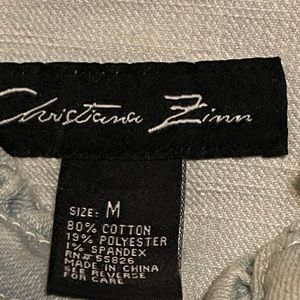 Christiana Zinn
SIZE: M
80% COTTON
19% POLYESTER
1% SPANDEX
RN# 55826
MADE IN CHINA
SEE REVERSE
FOR CARE